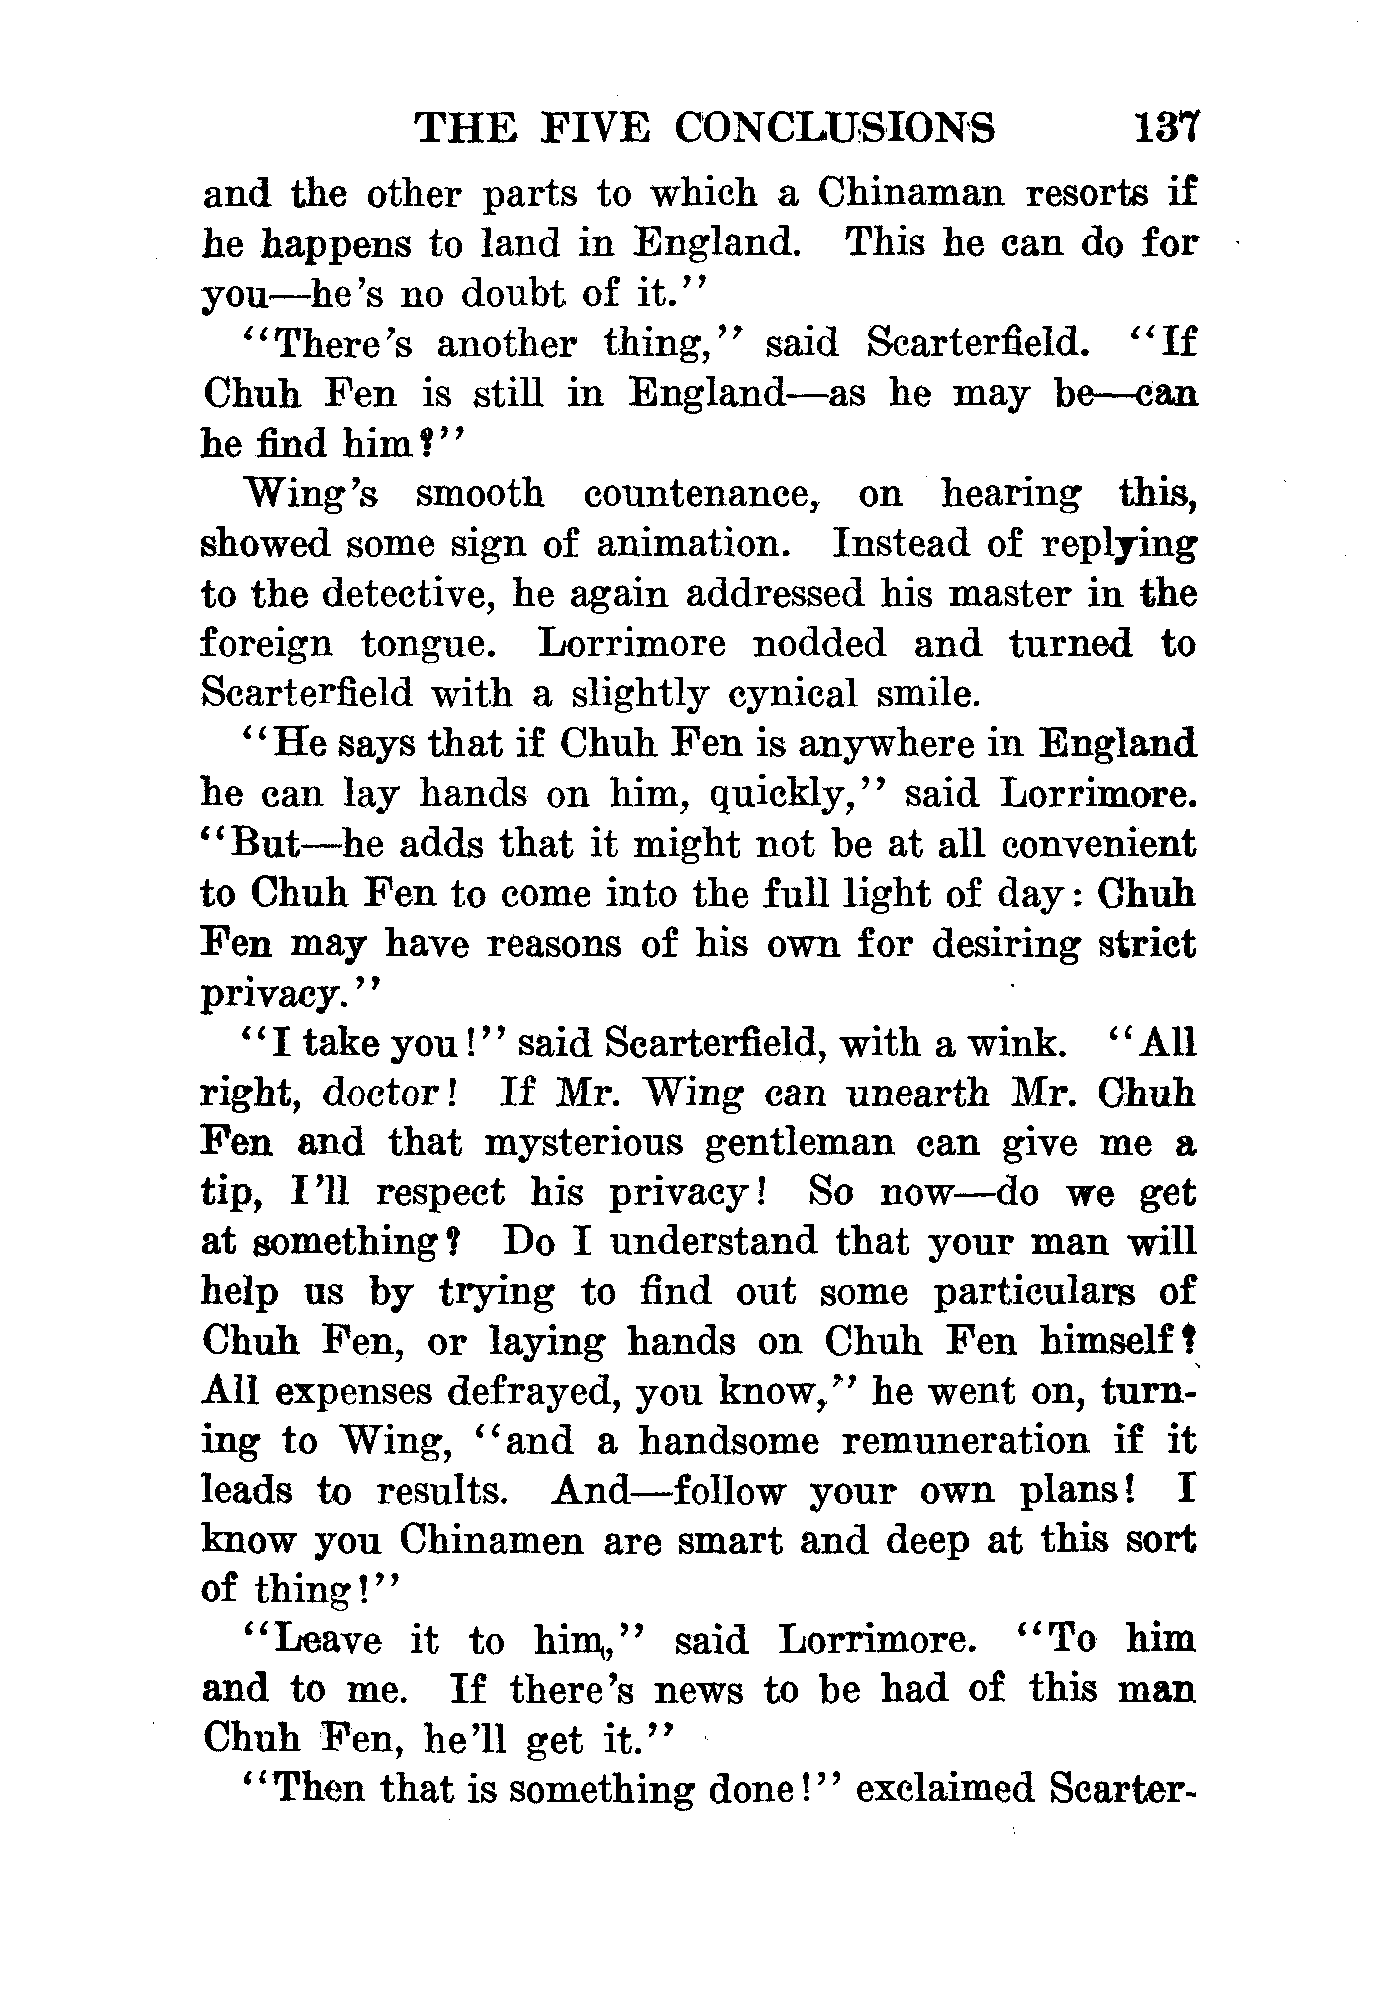 THE FIVE CONCLUSIONS 137
and the other parts to which a Chinaman resorts if
he happens to land in England. This he can do for
you—he's no doubt of it."
"There's another thing," said Scarterfield. "If
Chuh Fen is still in England—as he may be—can
he find him?"
Wing's smooth countenance, on hearing this,
showed some sign of animation. Instead of replying
to the detective, he again addressed his master in the
foreign tongue. Lorrimore nodded and turned to
Scarterfield with a slightly cynical smile.
"He says that if Chuh Fen is anywhere in England
he can lay hands on him, quickly," said Lorrimore.
"But—he adds that it might not be at all convenient
to Chuh Fen to come into the full light of day: Chuh
Fen may have reasons of his own for desiring strict
privacy."
"I take you!" said Scarterfield, with a wink. "All
right, doctor! If Mr. Wing can unearth Mr. Chuh
Fen and that mysterious gentleman can give me a
tip, I'll respect his privacy! So now—do we get
at something? Do I understand that your man will
help us by trying to find out some particulars of
Chuh Fen, or laying hands on Chuh Fen himself?
All expenses defrayed, you know," he went on, turn-
ing to Wing, "and a handsome remuneration if it
leads to results. And—follow your own plans! I
know you Chinamen are smart and deep at this sort
of thing!"
"Leave it to him," said Lorrimore. "To him
and to me. If there's news to be had of this man
Chuh Fen, he'll get it."
"Then that is something done!" exclaimed Scarter-